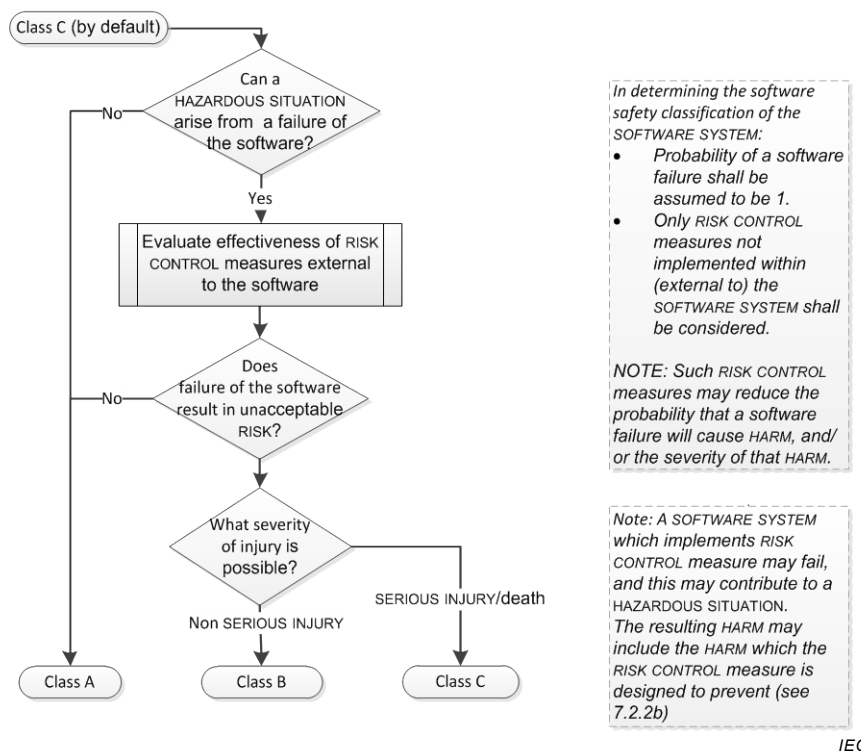 Class C (by default)
Can a
HAZARDOUS SITUATION
arise from a failure of
the software?
No
Yes
Evaluate effectiveness of RISK
CONTROL measures external
to the software
Does
failure of the software
result in unacceptable
RISK?
No
What severity
of injury is
possible?
SERIOUS INJURY/death
Non SERIOUS INJURY
Class A
Class B
Class C
In determining the software
safety classification of the
SOFTWARE SYSTEM:
• Probability of a software
failure shall be
assumed to be 1.
• Only RISK CONTROL
measures not
implemented within
(external to) the
SOFTWARE SYSTEM shall
be considered.
NOTE: Such RISK CONTROL
measures may reduce the
probability that a software
failure will cause HARM, and/
or the severity of that HARM.
Note: A SOFTWARE SYSTEM
which implements RISK
CONTROL measure may fail,
and this may contribute to a
HAZARDOUS SITUATION.
The resulting HARM may
include the HARM which the
RISK CONTROL measure is
designed to prevent (see
7.2.2b)
IEC